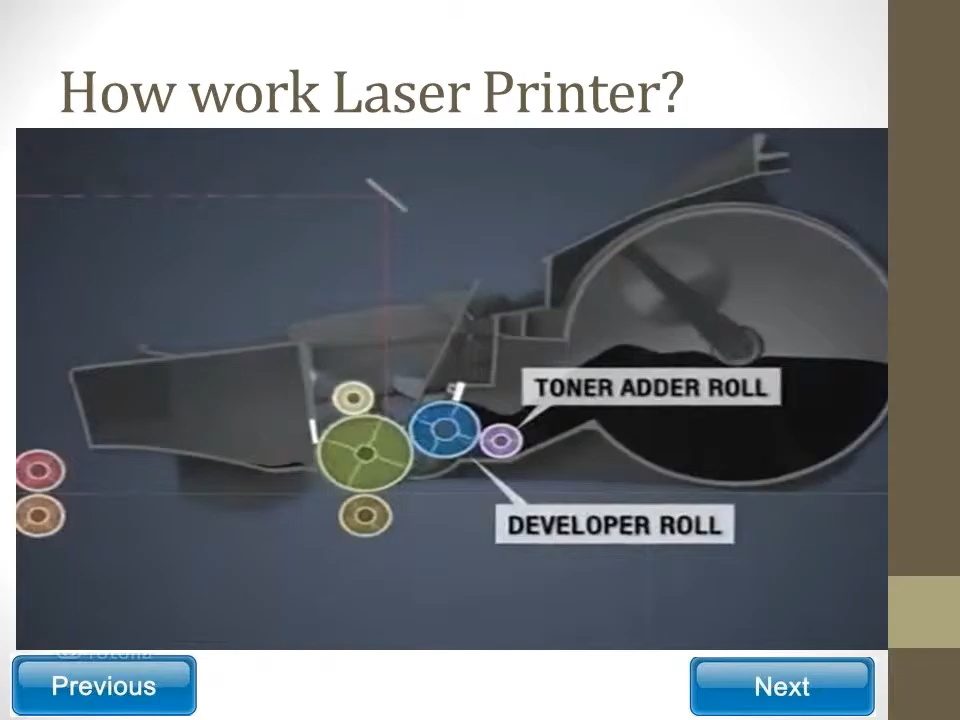 How work Laser Printer?
TONER ADDER ROLL
DEVELOPER ROLL
Previous
Next